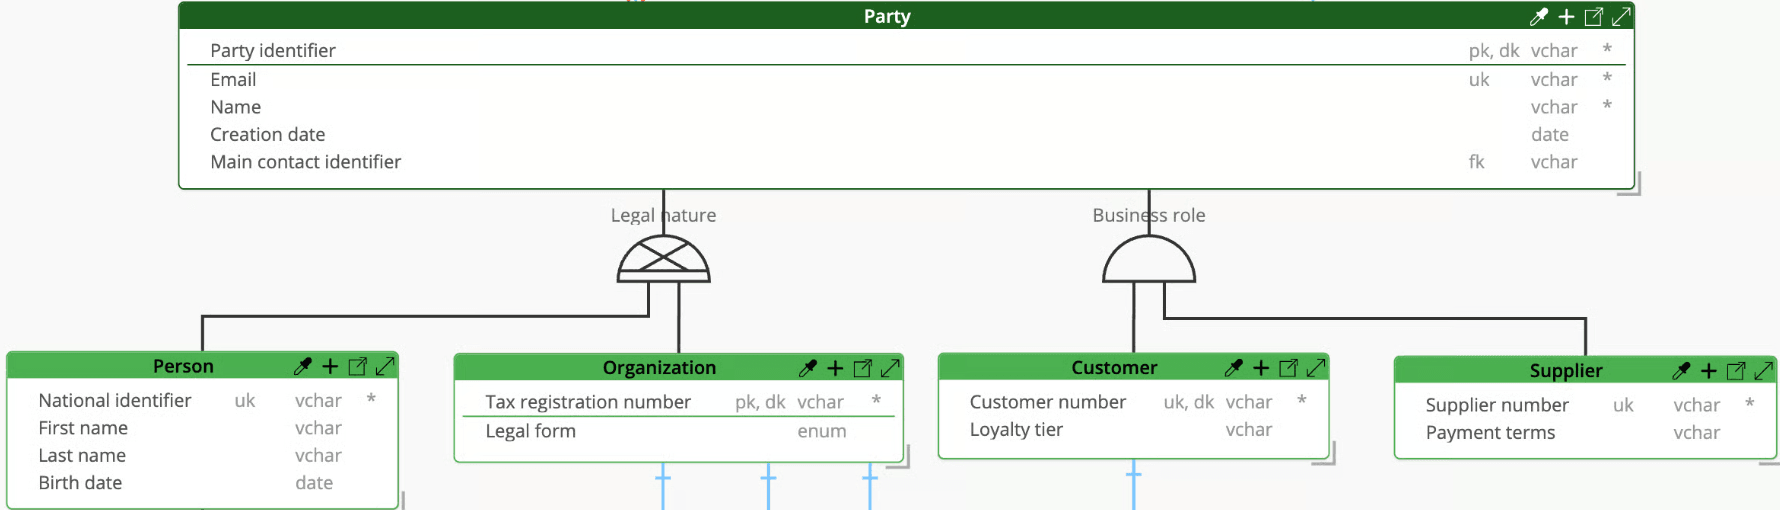 Party
Party identifier pk, dk vchar *
Email uk vchar *
Name vchar *
Creation date date
Main contact identifier fk vchar
Legal nature Business role
Person
National identifier uk vchar *
First name vchar
Last name vchar
Birth date date
Organization
Tax registration number pk, dk vchar *
Legal form enum
Customer
Customer number uk, dk vchar *
Loyalty tier vchar
Supplier
Supplier number uk vchar *
Payment terms vchar